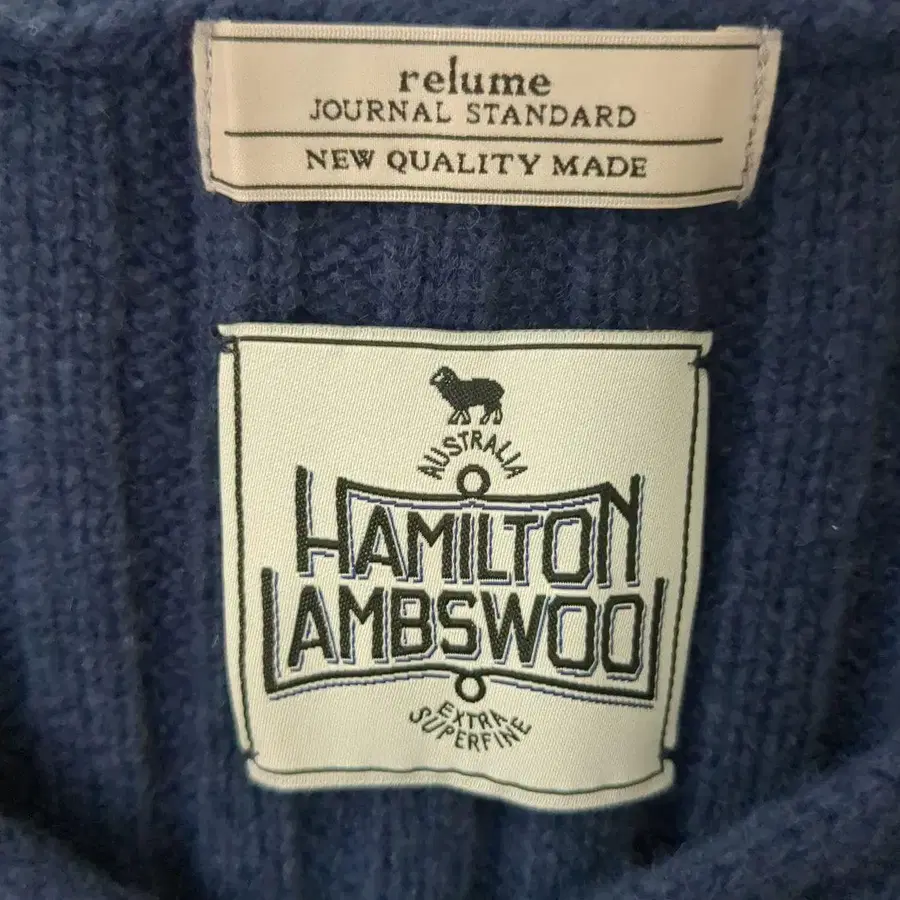 relume
JOURNAL STANDARD
NEW QUALITY MADE
AUSTRALIA
HAMILTON
LAMBSWOOL
EXTRA
SUPERFINE